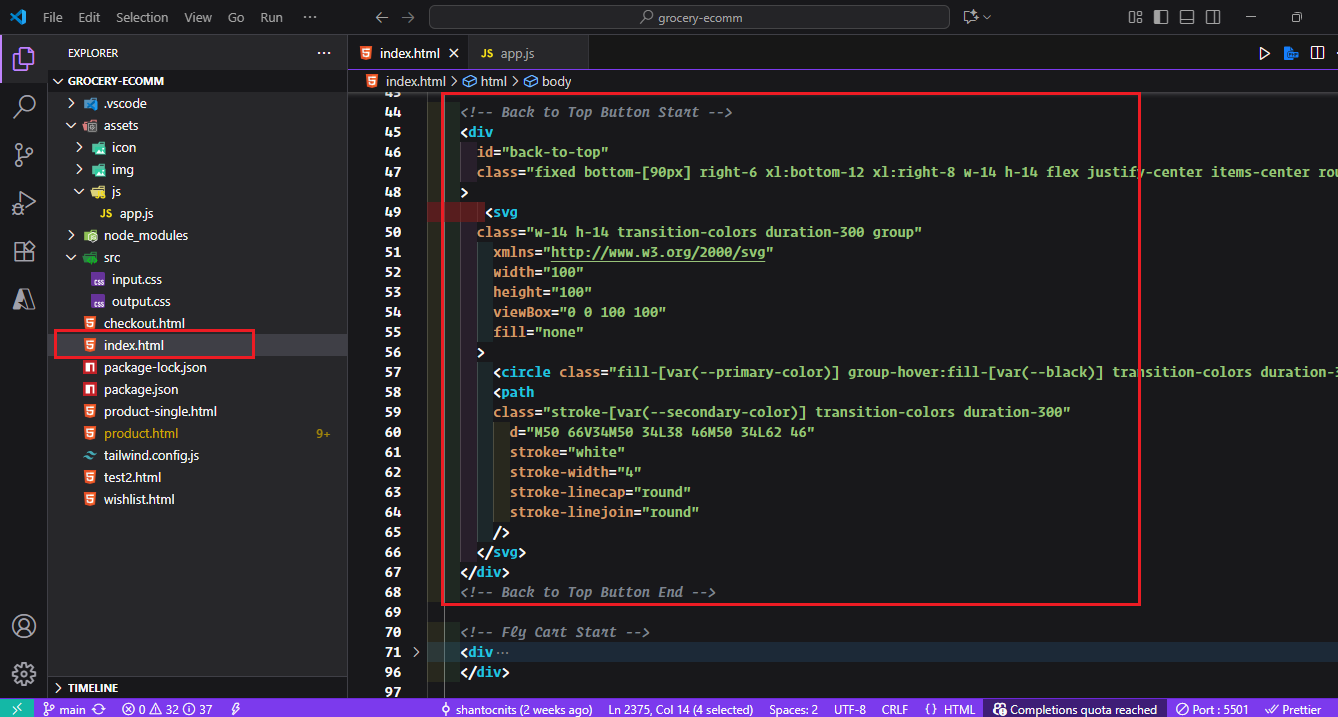 File Edit Selection View Go Run ···
grocery-ecomm
EXPLORER ···
GROCERY-ECOMM
.vscode
assets
icon
img
js
JS app.js
node_modules
src
css input.css
css output.css
checkout.html
index.html
package-lock.json
package.json
product-single.html
product.html 9+
tailwind.config.js
test2.html
wishlist.html
TIMELINE
index.html JS app.js
index.html > html > body
43
44 <!-- Back to Top Button Start -->
45 <div
46 id="back-to-top"
47 class="fixed bottom-[90px] right-6 xl:bottom-12 xl:right-8 w-14 h-14 flex justify-center items-center
48 >
49 <svg
50 class="w-14 h-14 transition-colors duration-300 group"
51 xmlns="http://www.w3.org/2000/svg"
52 width="100"
53 height="100"
54 viewBox="0 0 100 100"
55 fill="none"
56 >
57 <circle class="fill-[var(--primary-color)] group-hover:fill-[var(--black)] transition-colors
58 <path
59 class="stroke-[var(--secondary-color)] transition-colors duration-300"
60 d="M50 66V34M50 34L38 46M50 34L62 46"
61 stroke="white"
62 stroke-width="4"
63 stroke-linecap="round"
64 stroke-linejoin="round"
65 />
66 </svg>
67 </div>
68 <!-- Back to Top Button End -->
69
70 <!-- Fly Cart Start -->
71 <div ···
96 </div>
97
main 0 32 37 shantocnits (2 weeks ago) Ln 2375, Col 14 (4 selected) Spaces: 2 UTF-8 CRLF {} HTML Completions quota reached Port : 5501 Prettier